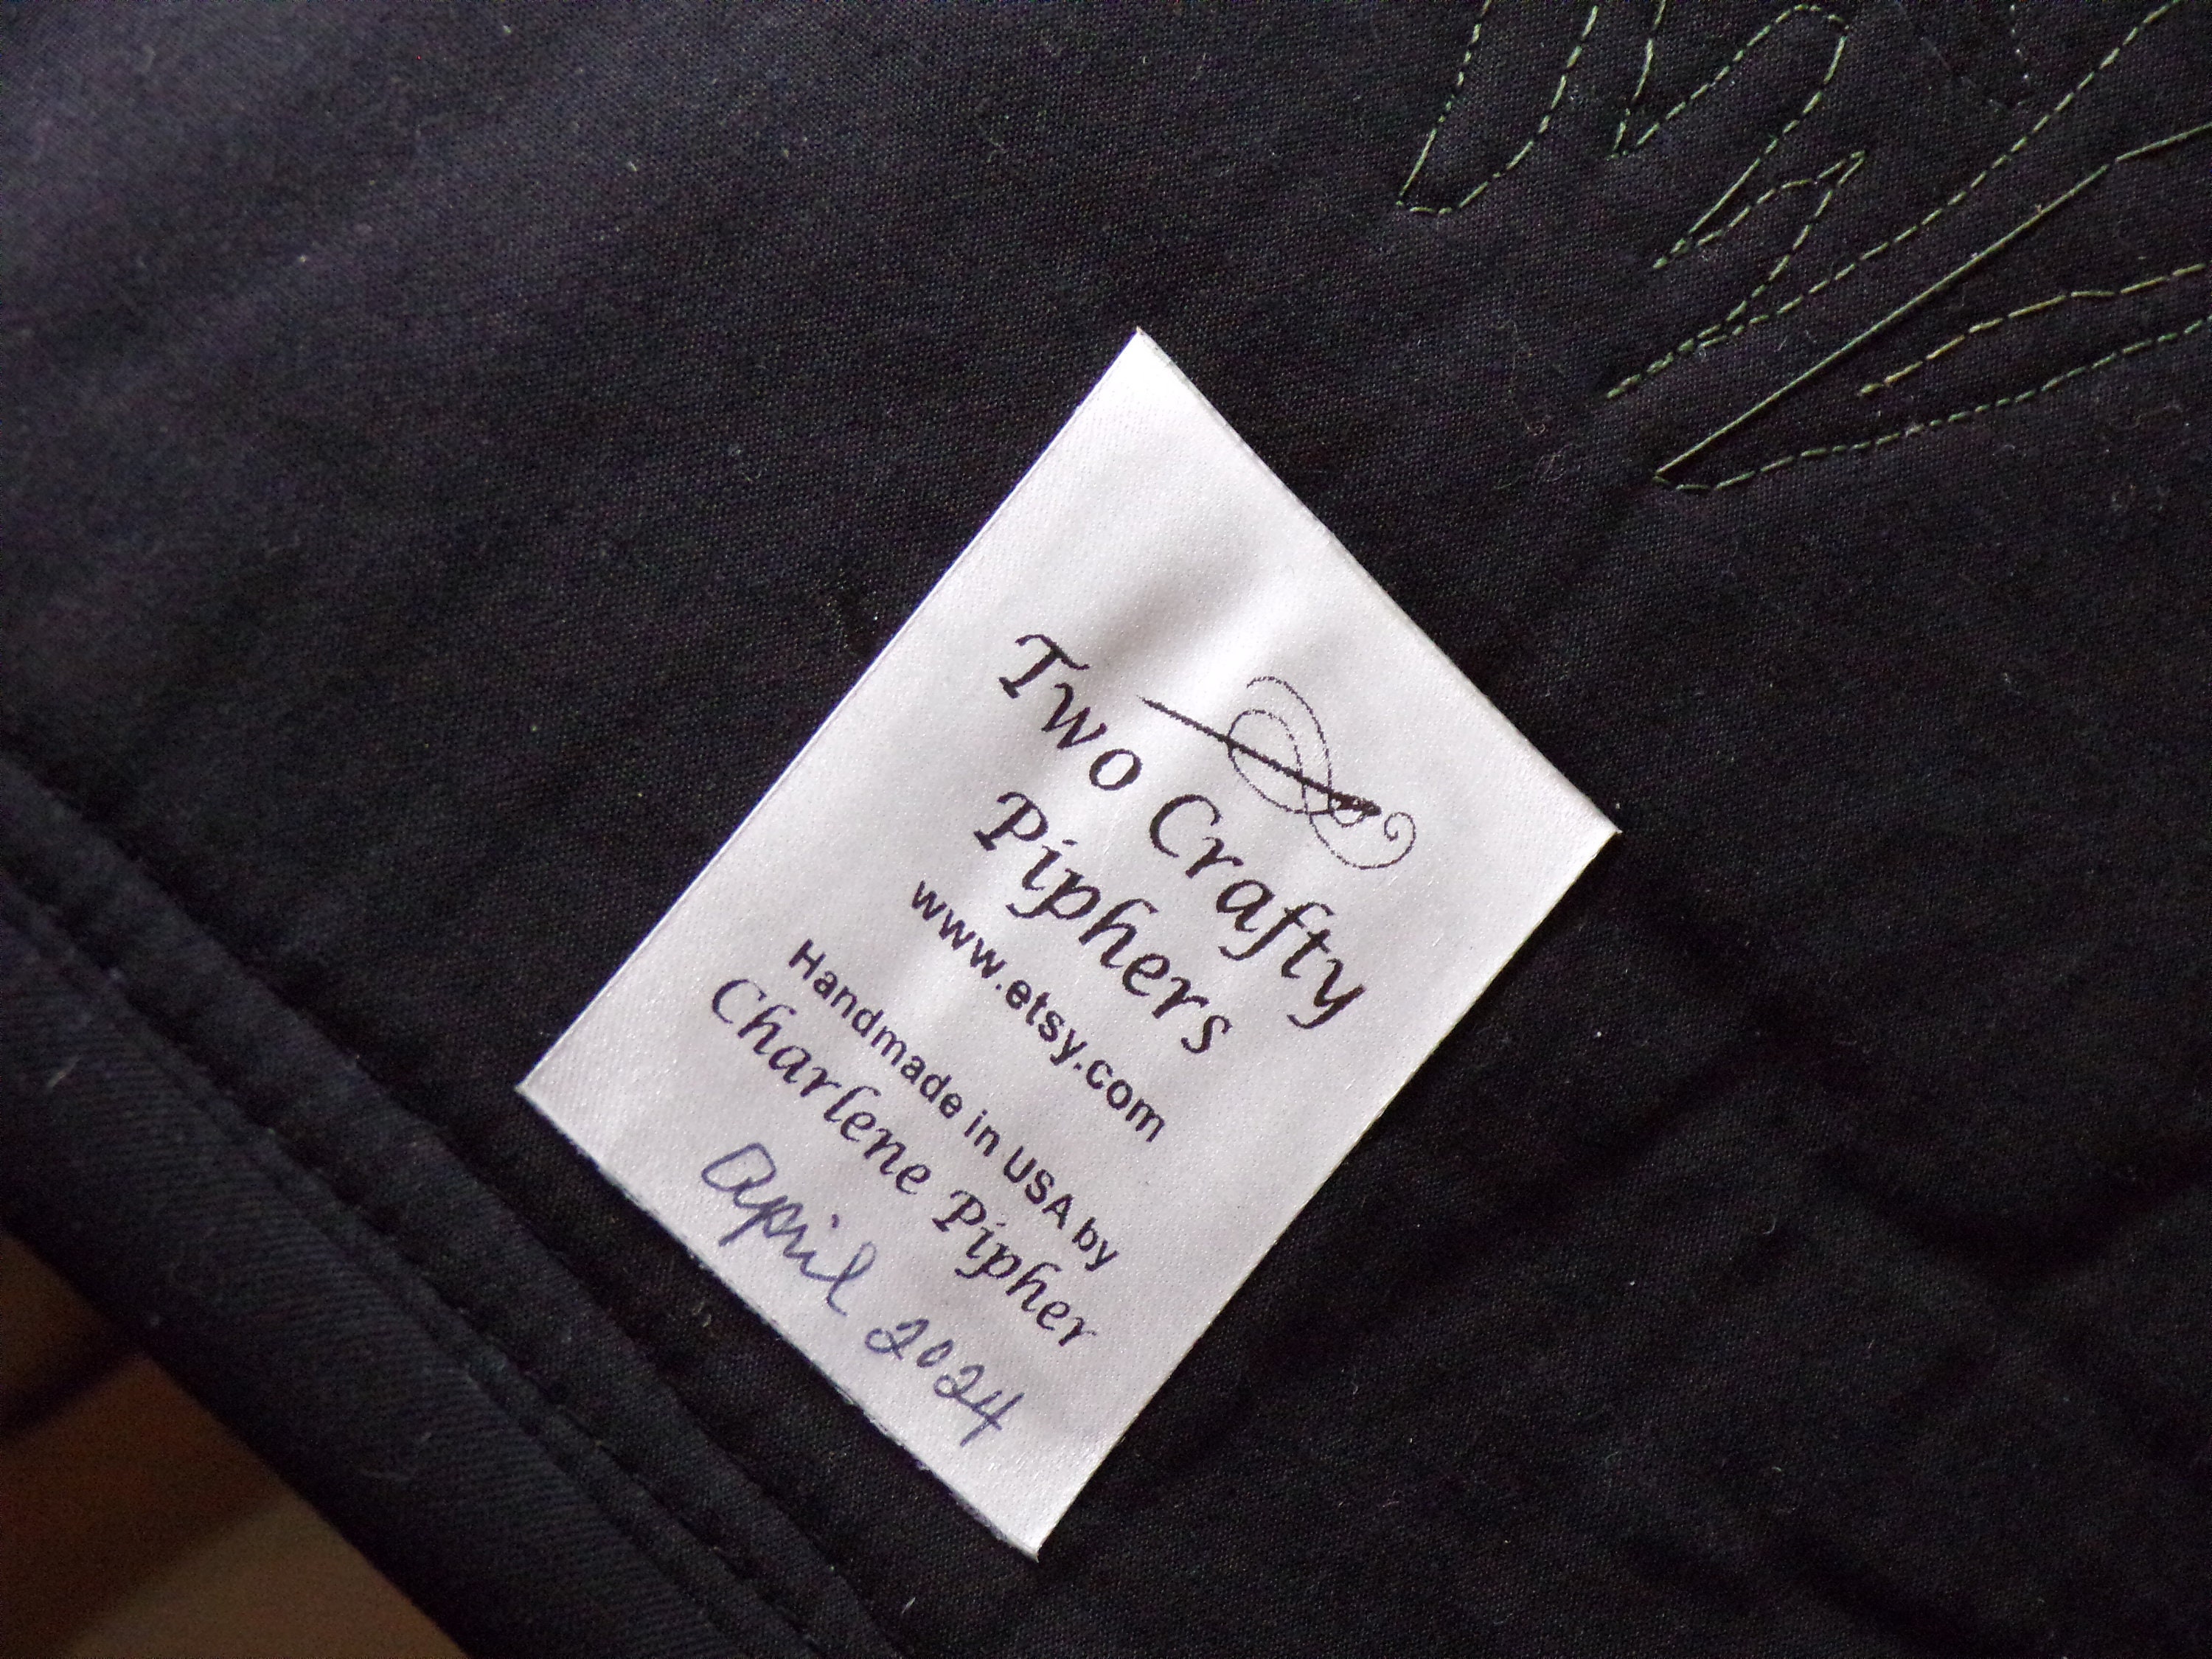 Two Crafty
Piphers
www.etsy.com
Handmade in USA by
Charlene Pipher
April 2024